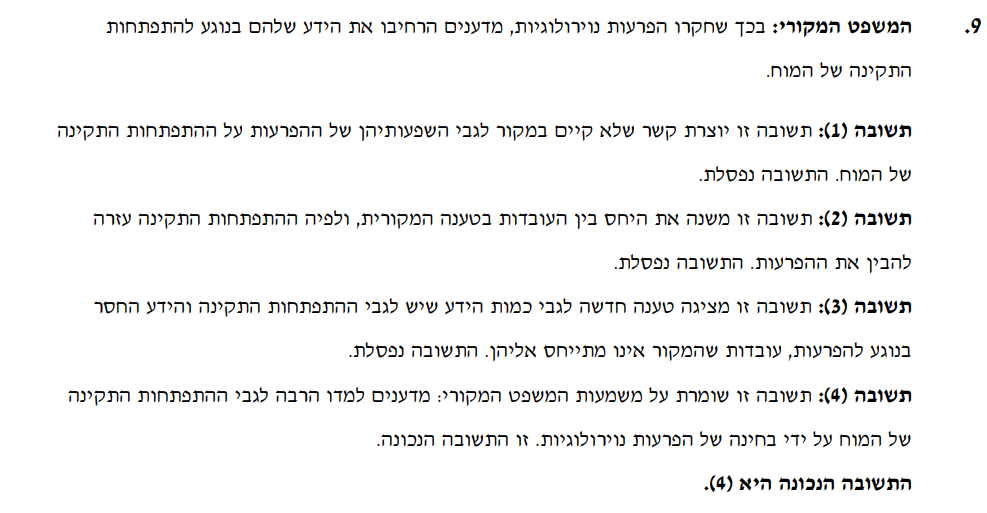 9. המשפט המקורי: בכך שחקרו הפרעות נוירולוגיות, מדענים הרחיבו את הידע שלהם בנוגע להתפתחות
התקינה של המוח.
תשובה (1): תשובה זו יוצרת קשר שלא קיים במקור לגבי השפעותיהן של ההפרעות על ההתפתחות התקינה
של המוח. התשובה נפסלת.
תשובה (2): תשובה זו משנה את היחס בין העובדות בטענה המקורית, ולפיה ההתפתחות התקינה עזרה
להבין את ההפרעות. התשובה נפסלת.
תשובה (3): תשובה זו מציגה טענה חדשה לגבי כמות הידע שיש לגבי ההתפתחות התקינה והידע החסר
בנוגע להפרעות, עובדות שהמקור אינו מתייחס אליהן. התשובה נפסלת.
תשובה (4): תשובה זו שומרת על משמעות המשפט המקורי: מדענים למדו הרבה לגבי ההתפתחות התקינה
של המוח על ידי בחינה של הפרעות נוירולוגיות. זו התשובה הנכונה.
התשובה הנכונה היא (4).